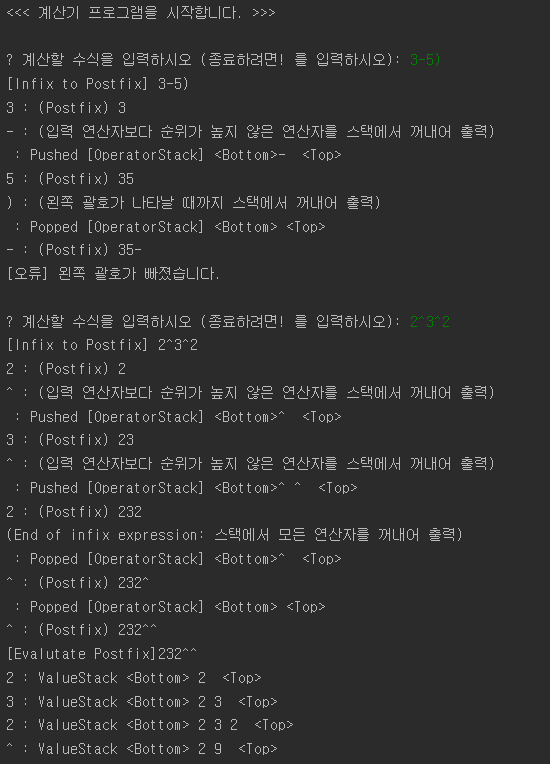 <<< 계산기 프로그램을 시작합니다. >>>
? 계산할 수식을 입력하시오 (종료하려면! 를 입력하시오): 3-5)
[Infix to Postfix] 3-5)
3 : (Postfix) 3
- : (입력 연산자보다 순위가 높지 않은 연산자를 스택에서 꺼내어 출력)
 : Pushed [OperatorStack] <Bottom>-  <Top>
5 : (Postfix) 35
) : (왼쪽 괄호가 나타날 때까지 스택에서 꺼내어 출력)
 : Popped [OperatorStack] <Bottom> <Top>
- : (Postfix) 35-
[오류] 왼쪽 괄호가 빠졌습니다.
? 계산할 수식을 입력하시오 (종료하려면! 를 입력하시오): 2^3^2
[Infix to Postfix] 2^3^2
2 : (Postfix) 2
^ : (입력 연산자보다 순위가 높지 않은 연산자를 스택에서 꺼내어 출력)
 : Pushed [OperatorStack] <Bottom>^  <Top>
3 : (Postfix) 23
^ : (입력 연산자보다 순위가 높지 않은 연산자를 스택에서 꺼내어 출력)
 : Pushed [OperatorStack] <Bottom>^ ^  <Top>
2 : (Postfix) 232
(End of infix expression: 스택에서 모든 연산자를 꺼내어 출력)
 : Popped [OperatorStack] <Bottom>^  <Top>
^ : (Postfix) 232^
 : Popped [OperatorStack] <Bottom> <Top>
^ : (Postfix) 232^^
[Evalutate Postfix]232^^
2 : ValueStack <Bottom> 2  <Top>
3 : ValueStack <Bottom> 2 3  <Top>
2 : ValueStack <Bottom> 2 3 2  <Top>
^ : ValueStack <Bottom> 2 9  <Top>